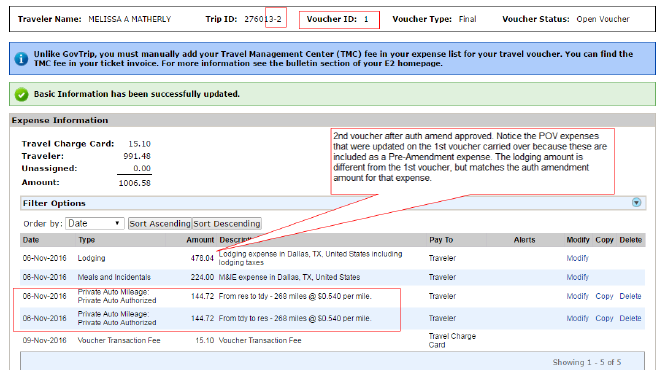 Traveler Name: MELISSA A MATHERLY Trip ID: 276013-2 Voucher ID: 1 Voucher Type: Final Voucher Status: Open Voucher
Unlike GovTrip, you must manually add your Travel Management Center (TMC) fee in your expense list for your travel voucher. You can find
the TMC fee in your ticket invoice. For more information see the bulletin section of your E2 homepage.
Basic Information has been successfully updated.
Expense Information
2nd voucher after auth amend approved. Notice the POV expenses
that were updated on the 1st voucher carried over because these are
included as a Pre-Amendment expense. The lodging amount is
different from the 1st voucher, but matches the auth amendment
amount for that expense.
Travel Charge Card: 15.10
Traveler: 991.48
Unassigned: 0.00
Amount: 1006.58
Filter Options
Order by: Date Sort Ascending Sort Descending
Date Type Amount Descripti Pay To Alerts Modify Copy Delete
06-Nov-2016 Lodging 478.04 Lodging expense in Dallas, TX, United States including
lodging taxes Traveler Modify
06-Nov-2016 Meals and Incidentals 224.00 M&IE expense in Dallas, TX, United States Traveler Modify
06-Nov-2016 Private Auto Mileage:
Private Auto Authorized 144.72 From res to tdy - 268 miles @ $0.540 per mile. Traveler Modify Copy Delete
06-Nov-2016 Private Auto Mileage:
Private Auto Authorized 144.72 From tdy to res - 268 miles @ $0.540 per mile. Traveler Modify Copy Delete
09-Nov-2016 Voucher Transaction Fee 15.10 Voucher Transaction Fee Travel Charge
Card
Showing 1 - 5 of 5